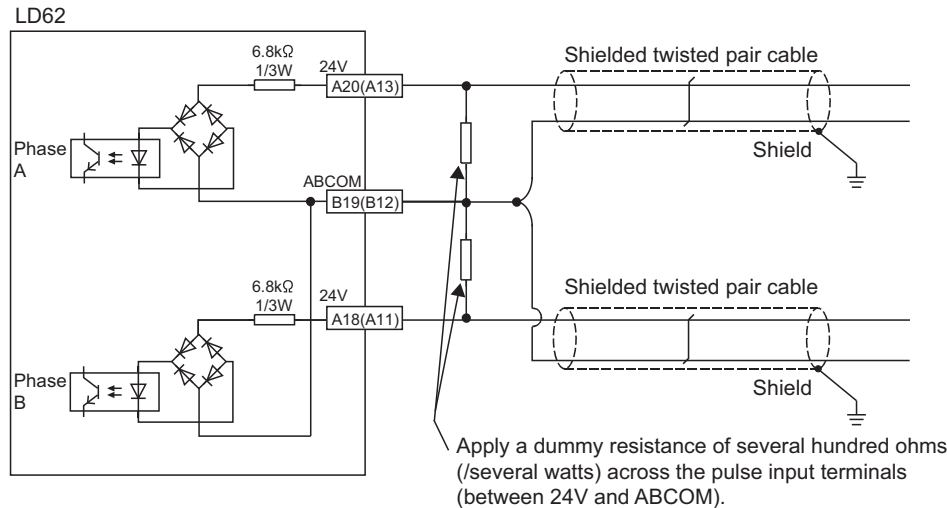 LD62
6.8kΩ
1/3W
24V
A20(A13)
Shielded twisted pair cable
Phase
A
Shield
ABCOM
B19(B12)
6.8kΩ
1/3W
24V
A18(A11)
Shielded twisted pair cable
Phase
B
Shield
Apply a dummy resistance of several hundred ohms
(/several watts) across the pulse input terminals
(between 24V and ABCOM).